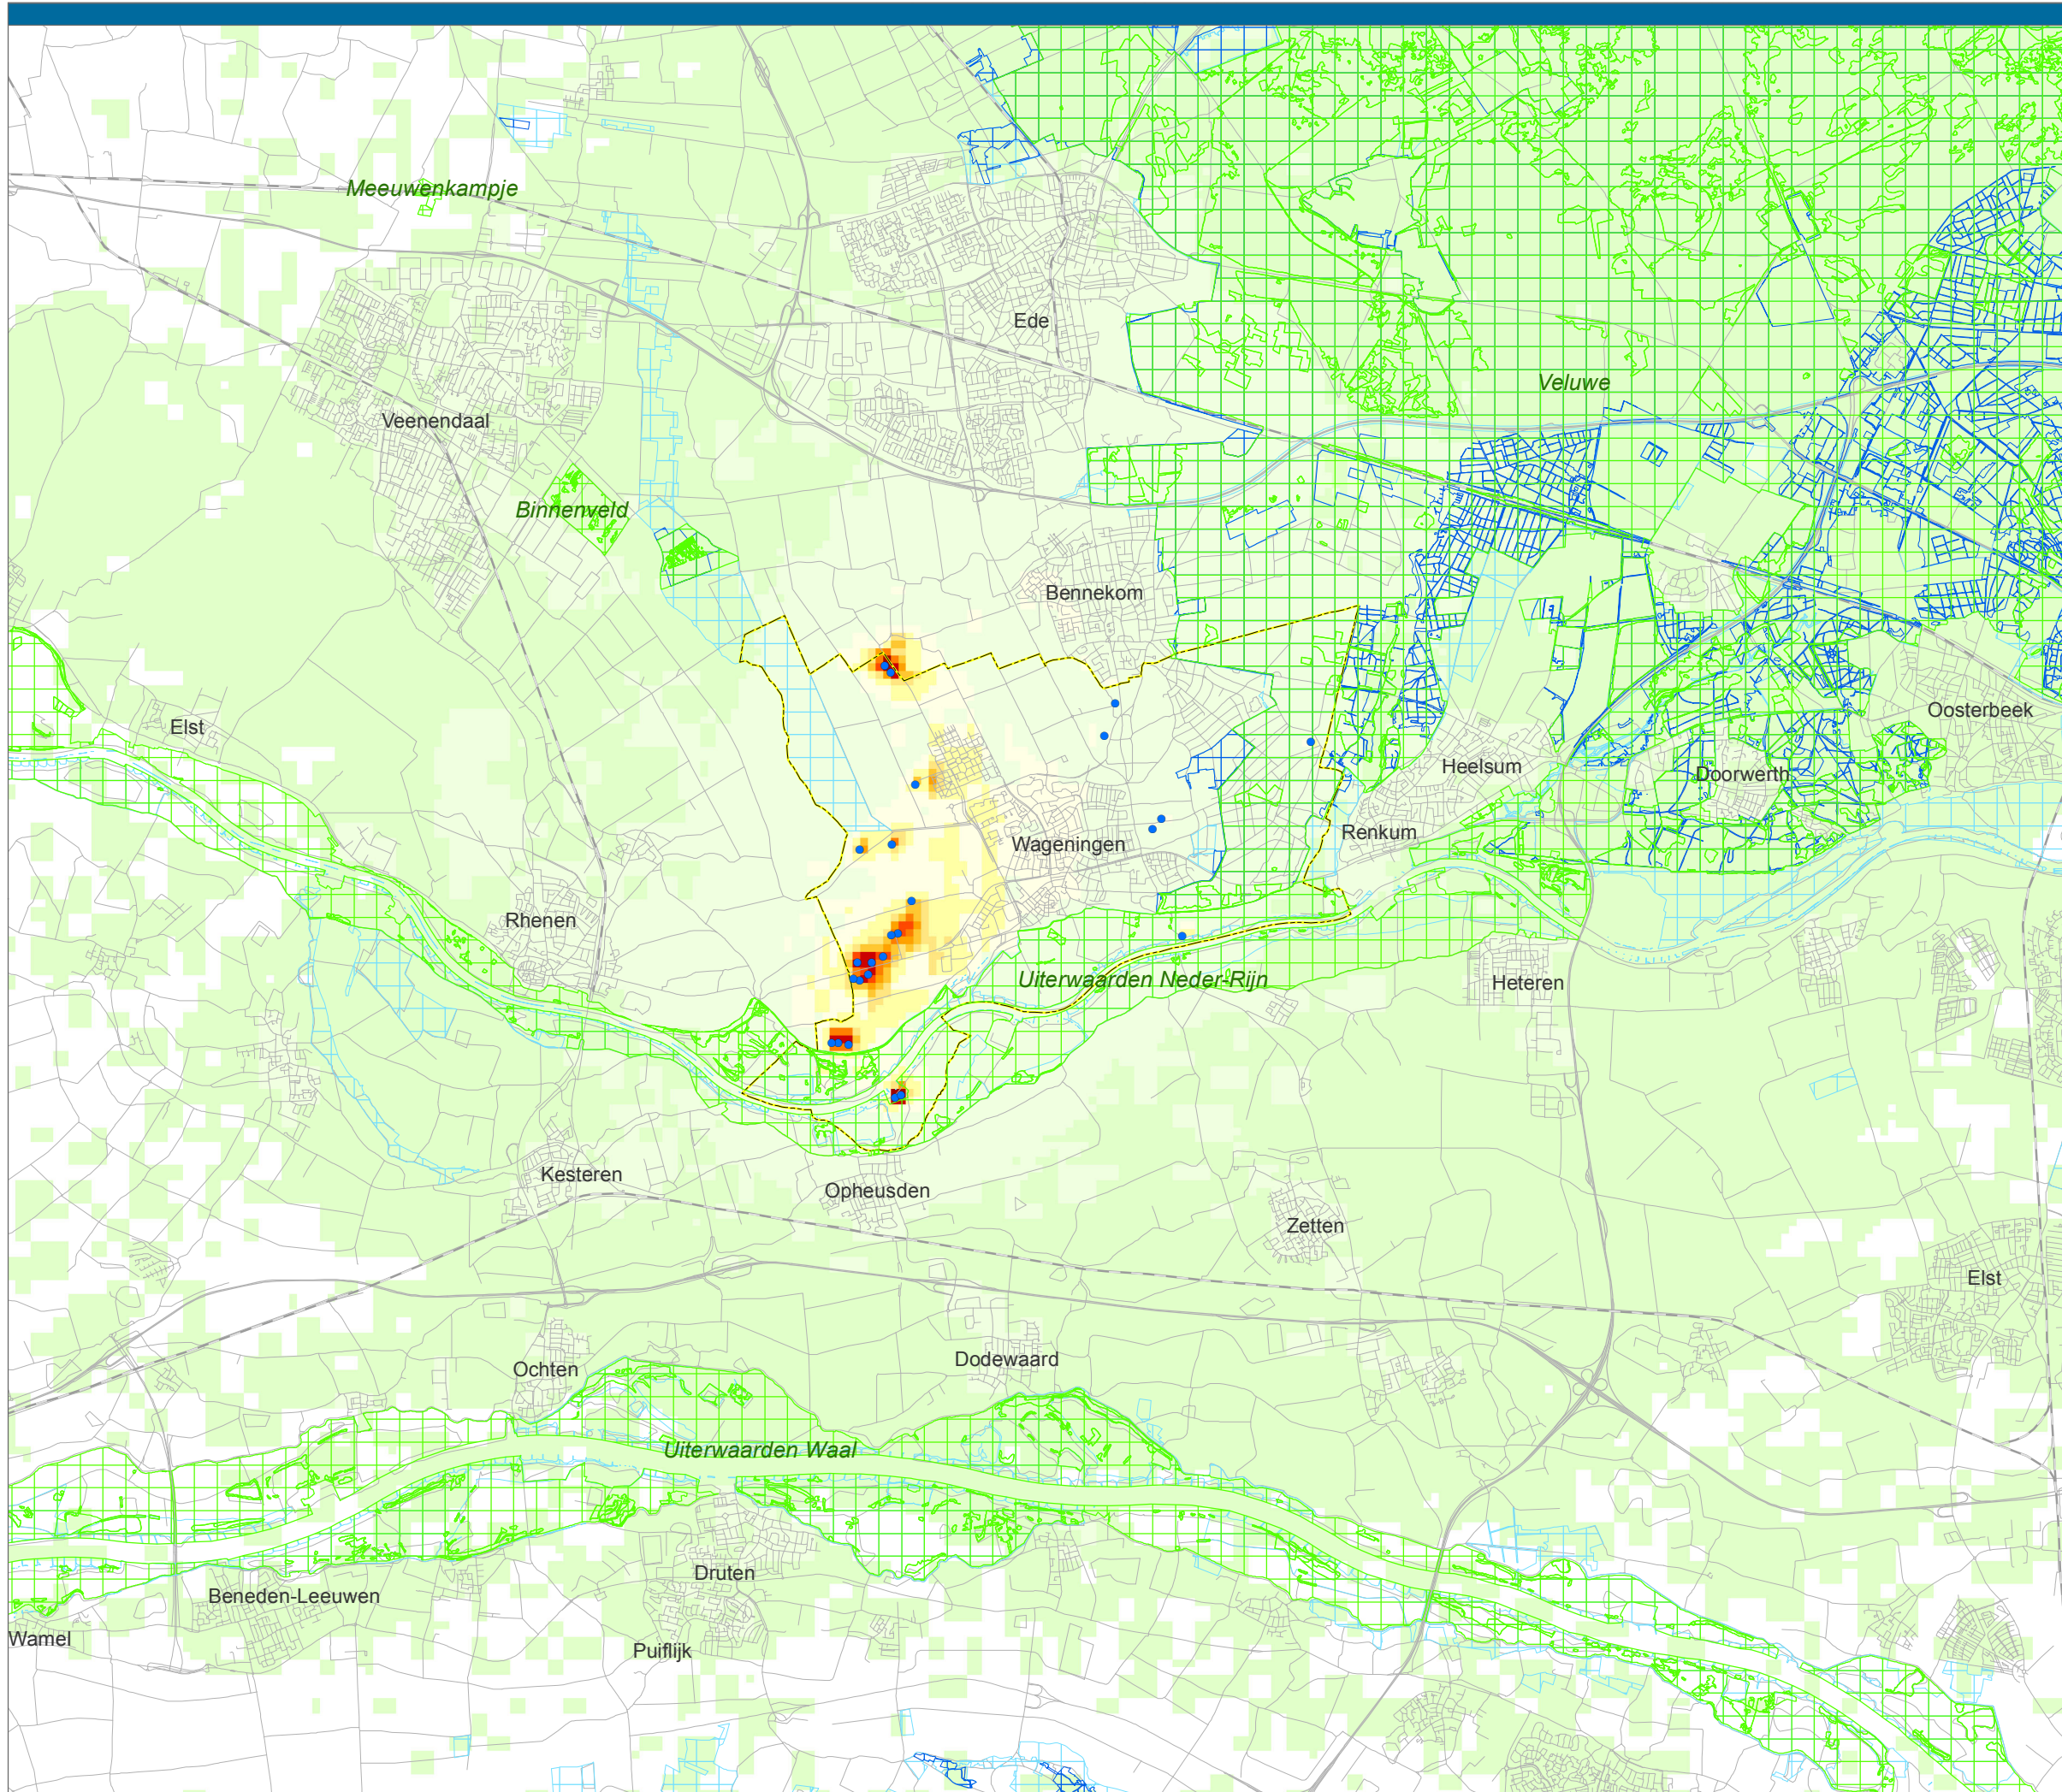 Meeuwenkampje
Ede
Veluwe
Veenendaal
Binnenveld
Bennekom
Elst
Oosterbeek
Heelsum
Doorwerth
Renkum
Wageningen
Rhenen
Uiterwaarden Neder-Rijn
Heteren
Kesteren
Opheusden
Zetten
Elst
Dodewaard
Ochten
Uiterwaarden Waal
Druten
Beneden-Leeuwen
Wamel
Puiflijk